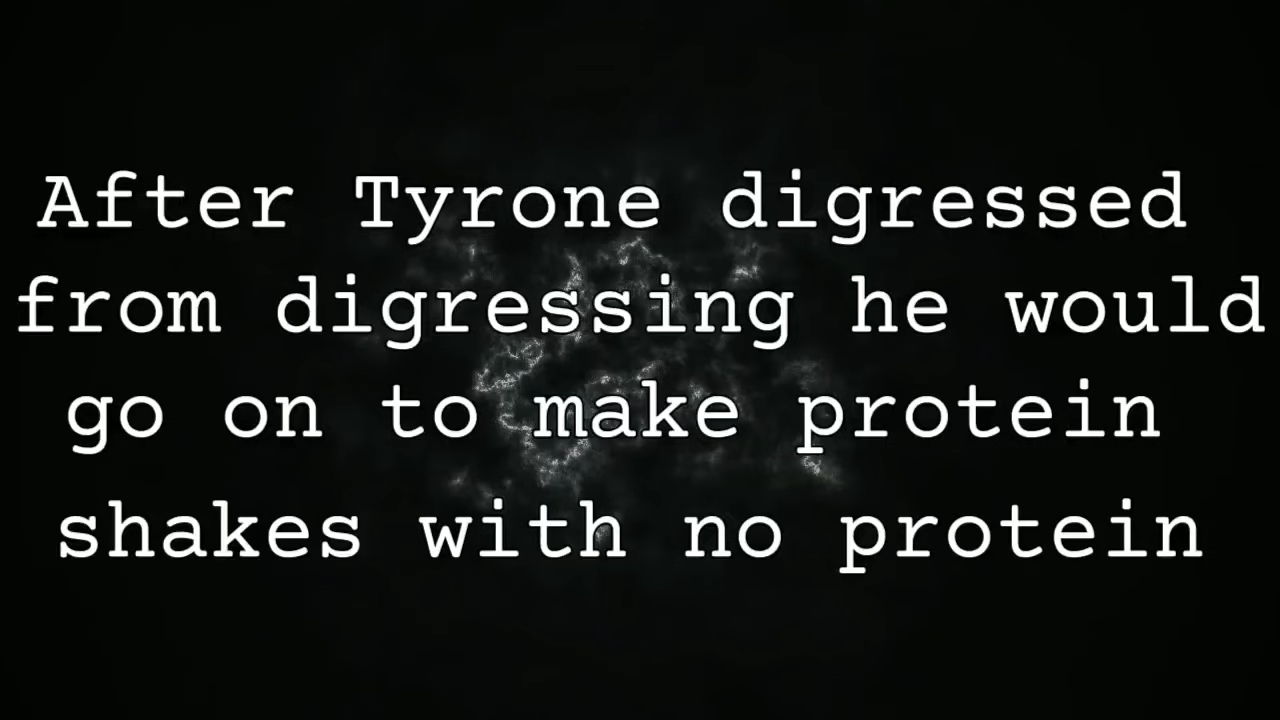 After Tyrone digressed
from digressing he would
go on to make protein
shakes with no protein